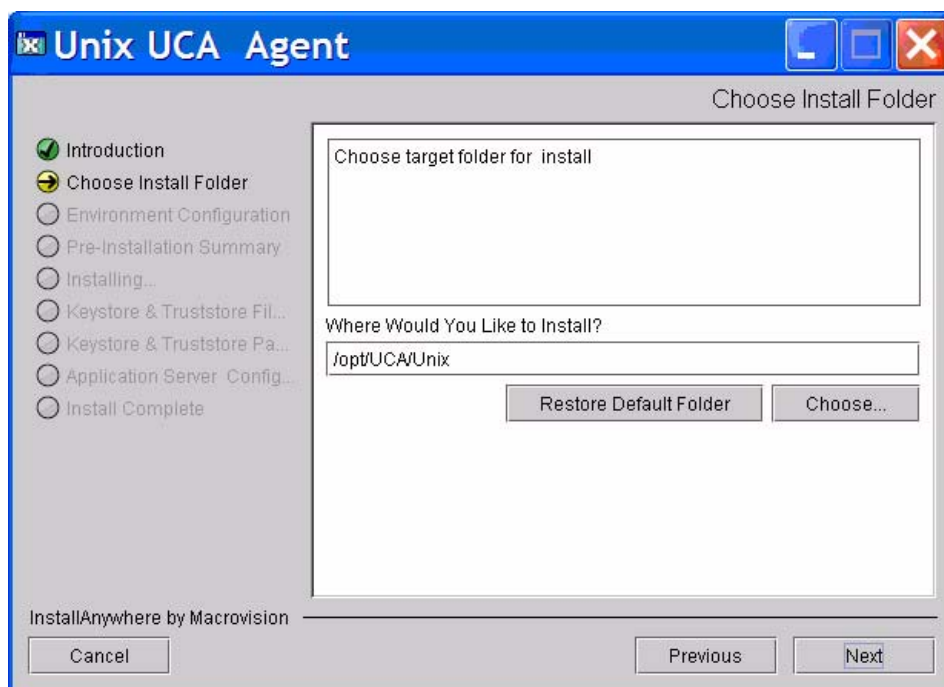 Unix UCA  Agent
Choose Install Folder
Introduction
Choose Install Folder
Environment Configuration
Pre-Installation Summary
Installing...
Keystore & Truststore Fil...
Keystore & Truststore Pa...
Application Server  Config...
Install Complete
Choose target folder for  install
Where Would You Like to Install?
/opt/UCA/Unix
Restore Default Folder
Choose...
InstallAnywhere by Macrovision
Cancel
Previous
Next